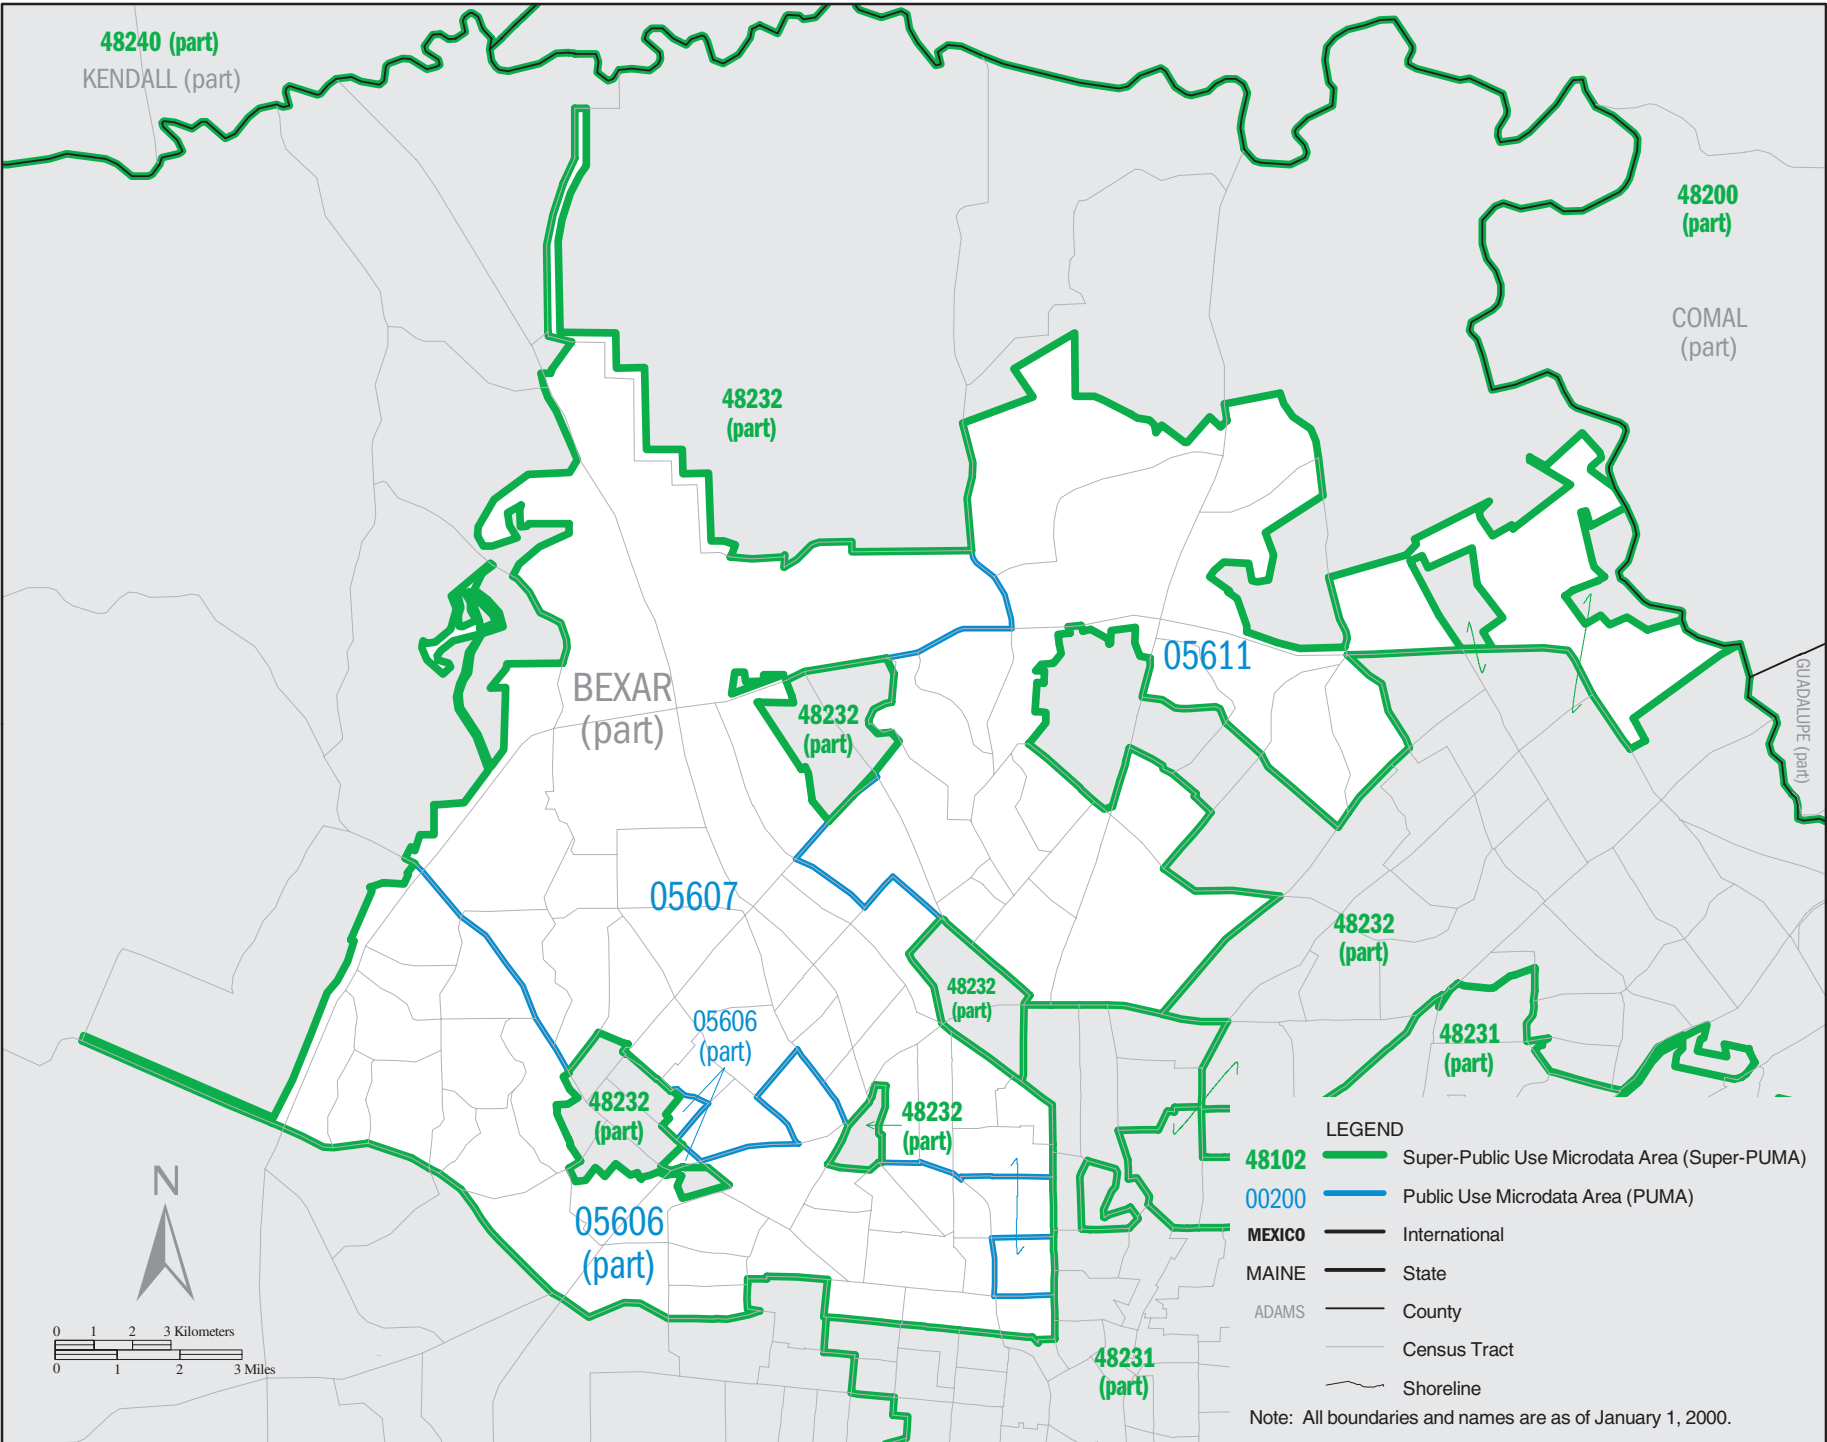 48240 (part)
KENDALL (part)
48200
(part)
COMAL
(part)
48232
(part)
GUADALUPE (part)
05611
BEXAR
(part)
48232
(part)
05607
48232
(part)
48232
(part)
05606
(part)
48231
(part)
48232
(part)
48232
(part)
05606
(part)
48231
(part)
N
0 1 2 3 Kilometers
0 1 2 3 Miles
LEGEND
48102 Super-Public Use Microdata Area (Super-PUMA)
00200 Public Use Microdata Area (PUMA)
MEXICO International
MAINE State
ADAMS County
Census Tract
Shoreline
Note: All boundaries and names are as of January 1, 2000.